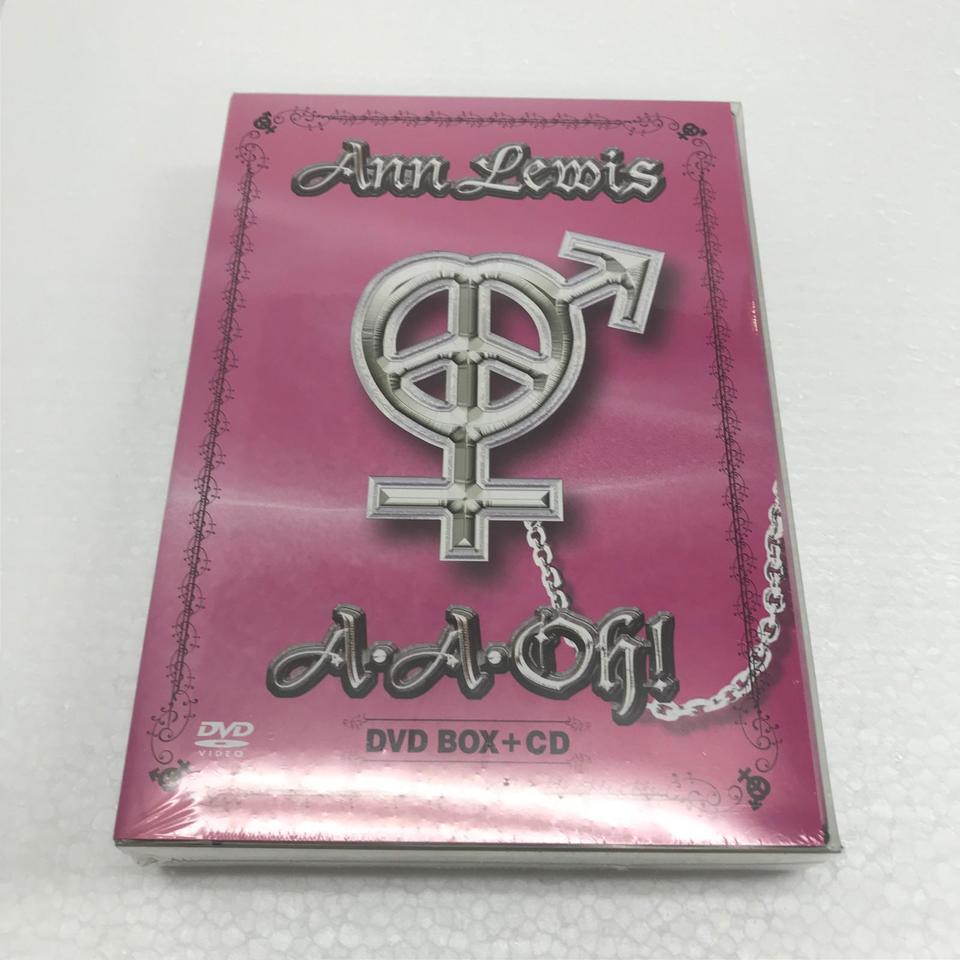 Ann Lewis
A•A•Oh!
DVD BOX+CD
DVD
VIDEO